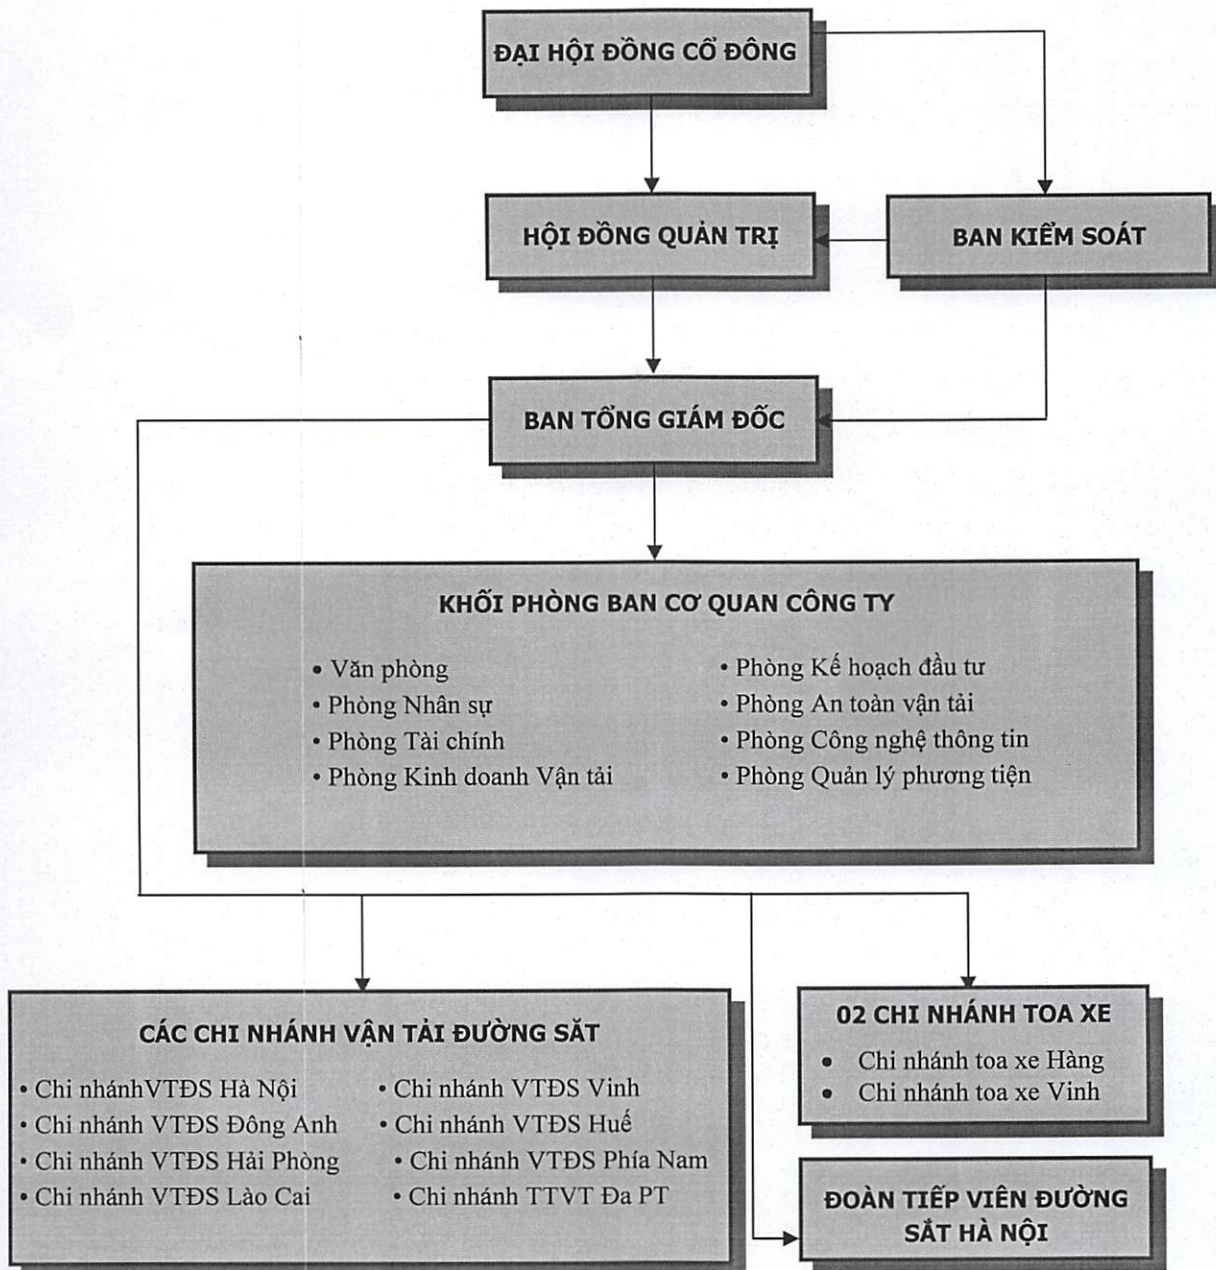 ĐẠI HỘI ĐỒNG CỔ ĐÔNG
HỘI ĐỒNG QUẢN TRỊ
BAN KIỂM SOÁT
BAN TỔNG GIÁM ĐỐC
KHỐI PHÒNG BAN CƠ QUAN CÔNG TY
• Văn phòng
• Phòng Nhân sự
• Phòng Tài chính
• Phòng Kinh doanh Vận tải
• Phòng Kế hoạch đầu tư
• Phòng An toàn vận tải
• Phòng Công nghệ thông tin
• Phòng Quản lý phương tiện
CÁC CHI NHÁNH VẬN TẢI ĐƯỜNG SẮT
• Chi nhánhVTĐS Hà Nội
• Chi nhánh VTĐS Đông Anh
• Chi nhánh VTĐS Hải Phòng
• Chi nhánh VTĐS Lào Cai
• Chi nhánh VTĐS Vinh
• Chi nhánh VTĐS Huế
• Chi nhánh VTĐS Phía Nam
• Chi nhánh TTVT Đa PT
02 CHI NHÁNH TOA XE
• Chi nhánh toa xe Hàng
• Chi nhánh toa xe Vinh
ĐOÀN TIẾP VIÊN ĐƯỜNG
SẮT HÀ NỘI